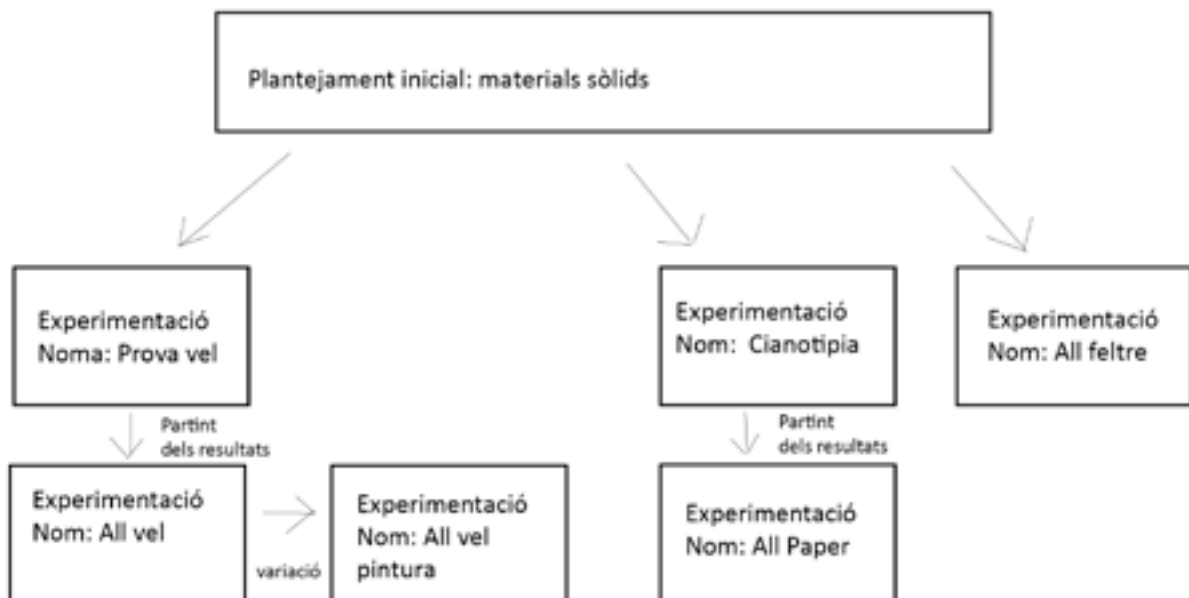 Plantejament inicial: materials sòlids
Experimentació
Noma: Prova vel
Experimentació
Nom: Cianotipia
Experimentació
Nom: All feltre
Partint
dels resultats
Partint
dels resultats
Experimentació
Nom: All vel
variació
Experimentació
Nom: All vel
pintura
Experimentació
Nom: All Paper